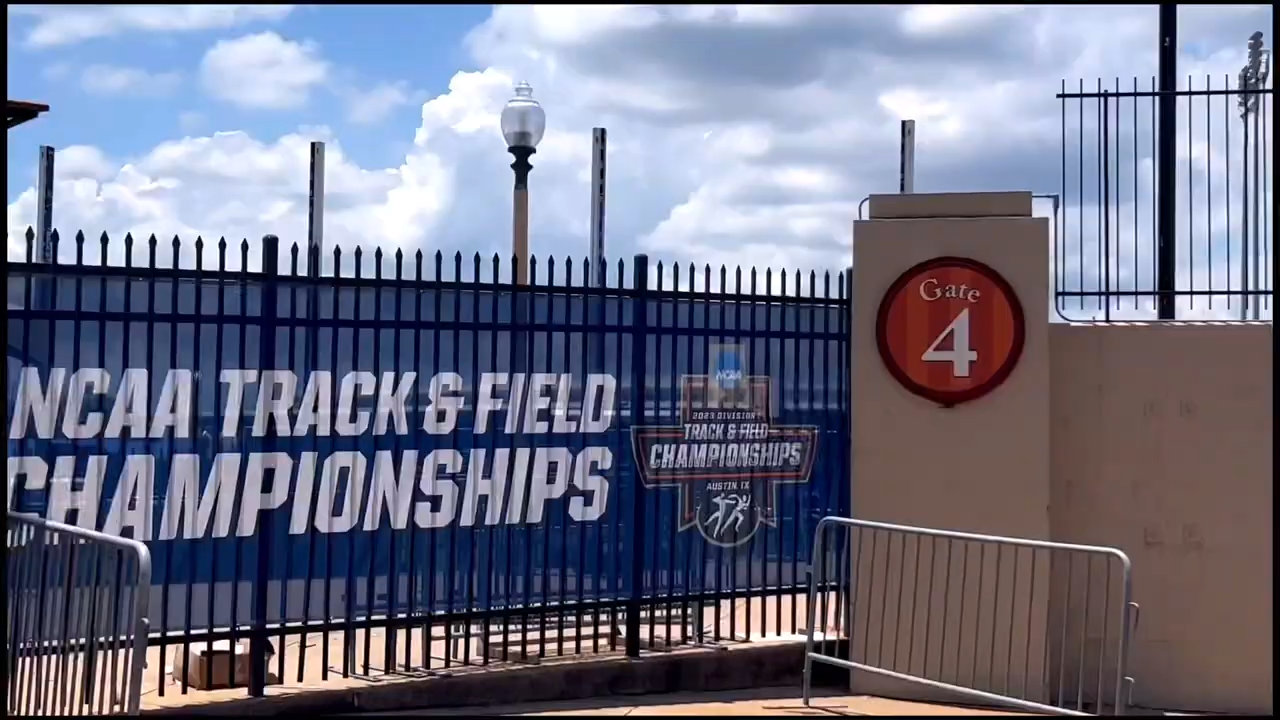 NCAA TRACK & FIELD
CHAMPIONSHIPS
NCAA
2023 DIVISION I
TRACK & FIELD
CHAMPIONSHIPS
AUSTIN, TX
Gate
4